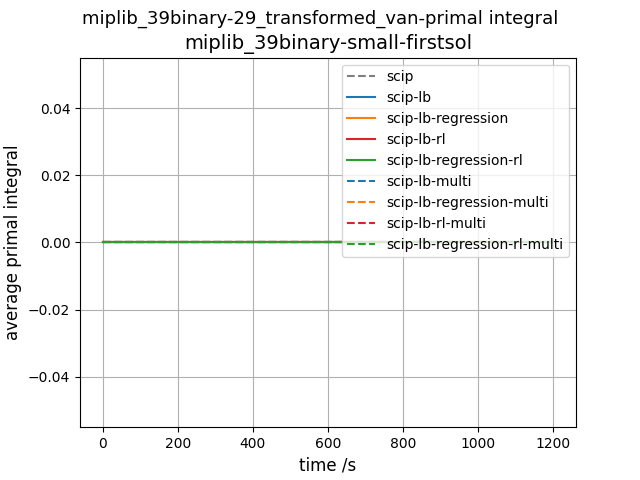 miplib_39binary-29_transformed_van-primal integral
miplib_39binary-small-firstsol
scip
scip-lb
scip-lb-regression
scip-lb-rl
scip-lb-regression-rl
scip-lb-multi
scip-lb-regression-multi
scip-lb-rl-multi
scip-lb-regression-rl-multi
average primal integral
0.04
0.02
0.00
−0.02
−0.04
0 200 400 600 800 1000 1200
time /s